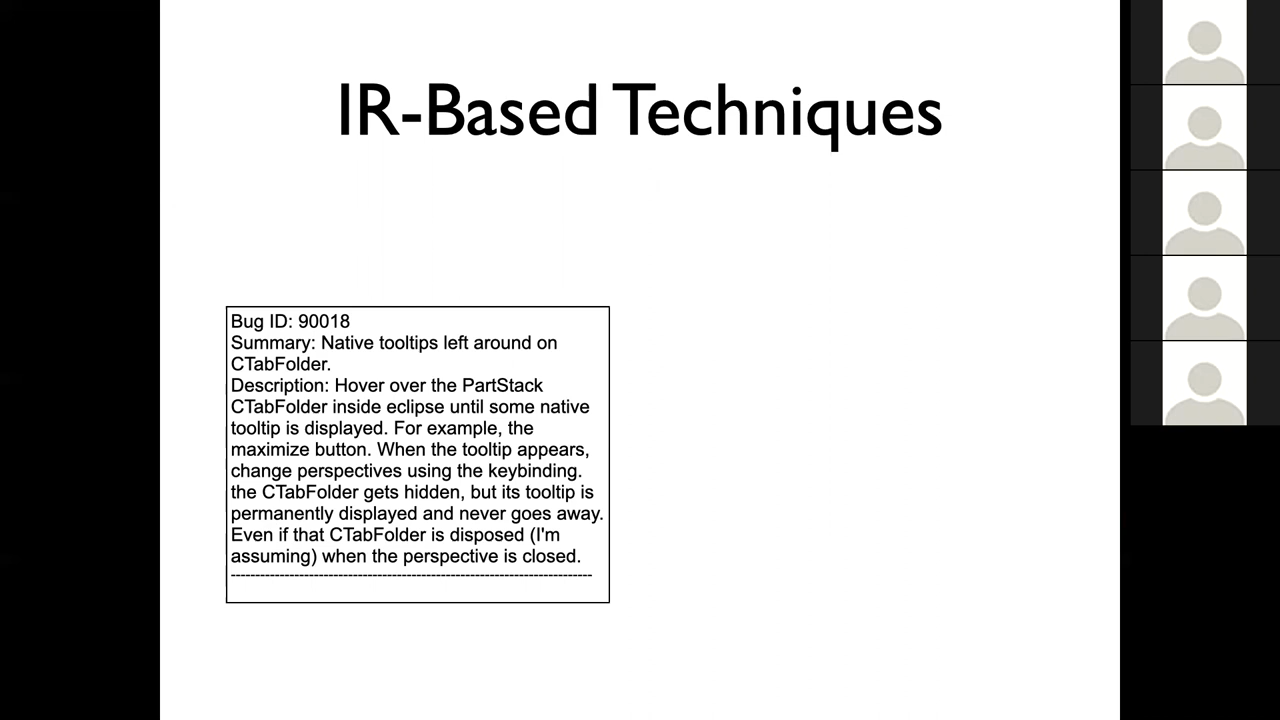 IR-Based Techniques
Bug ID: 90018
Summary: Native tooltips left around on
CTabFolder.
Description: Hover over the PartStack
CTabFolder inside eclipse until some native
tooltip is displayed. For example, the
maximize button. When the tooltip appears,
change perspectives using the keybinding.
the CTabFolder gets hidden, but its tooltip is
permanently displayed and never goes away.
Even if that CTabFolder is disposed (I'm
assuming) when the perspective is closed.
------------------------------------------------------------------------------